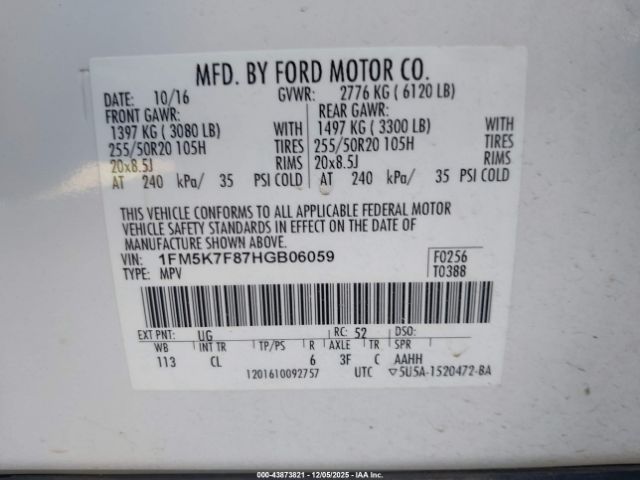 MFD. BY FORD MOTOR CO.
DATE: 10/16 GVWR: 2776 KG ( 6120 LB)
FRONT GAWR: REAR GAWR:
1397 KG ( 3080 LB) WITH 1497 KG ( 3300 LB) WITH
255/50R20 105H TIRES 255/50R20 105H TIRES
20x8.5J RIMS 20x8.5J RIMS
AT 240 kPa/ 35 PSI COLD AT 240 kPa/ 35 PSI COLD
THIS VEHICLE CONFORMS TO ALL APPLICABLE FEDERAL MOTOR
VEHICLE SAFETY STANDARDS IN EFFECT ON THE DATE OF
MANUFACTURE SHOWN ABOVE.
VIN: 1FM5K7F87HGB06059 F0256
TYPE: MPV T0388
EXT PNT: UG RC: 52 DSO:
WB INT TR TP/PS R AXLE TR SPR
113 CL 6 3F C AAHH
1201610092757 UTC ▽5U5A-1520472-BA
000-43873821 - 12/05/2025 - IAA Inc. (IAA)